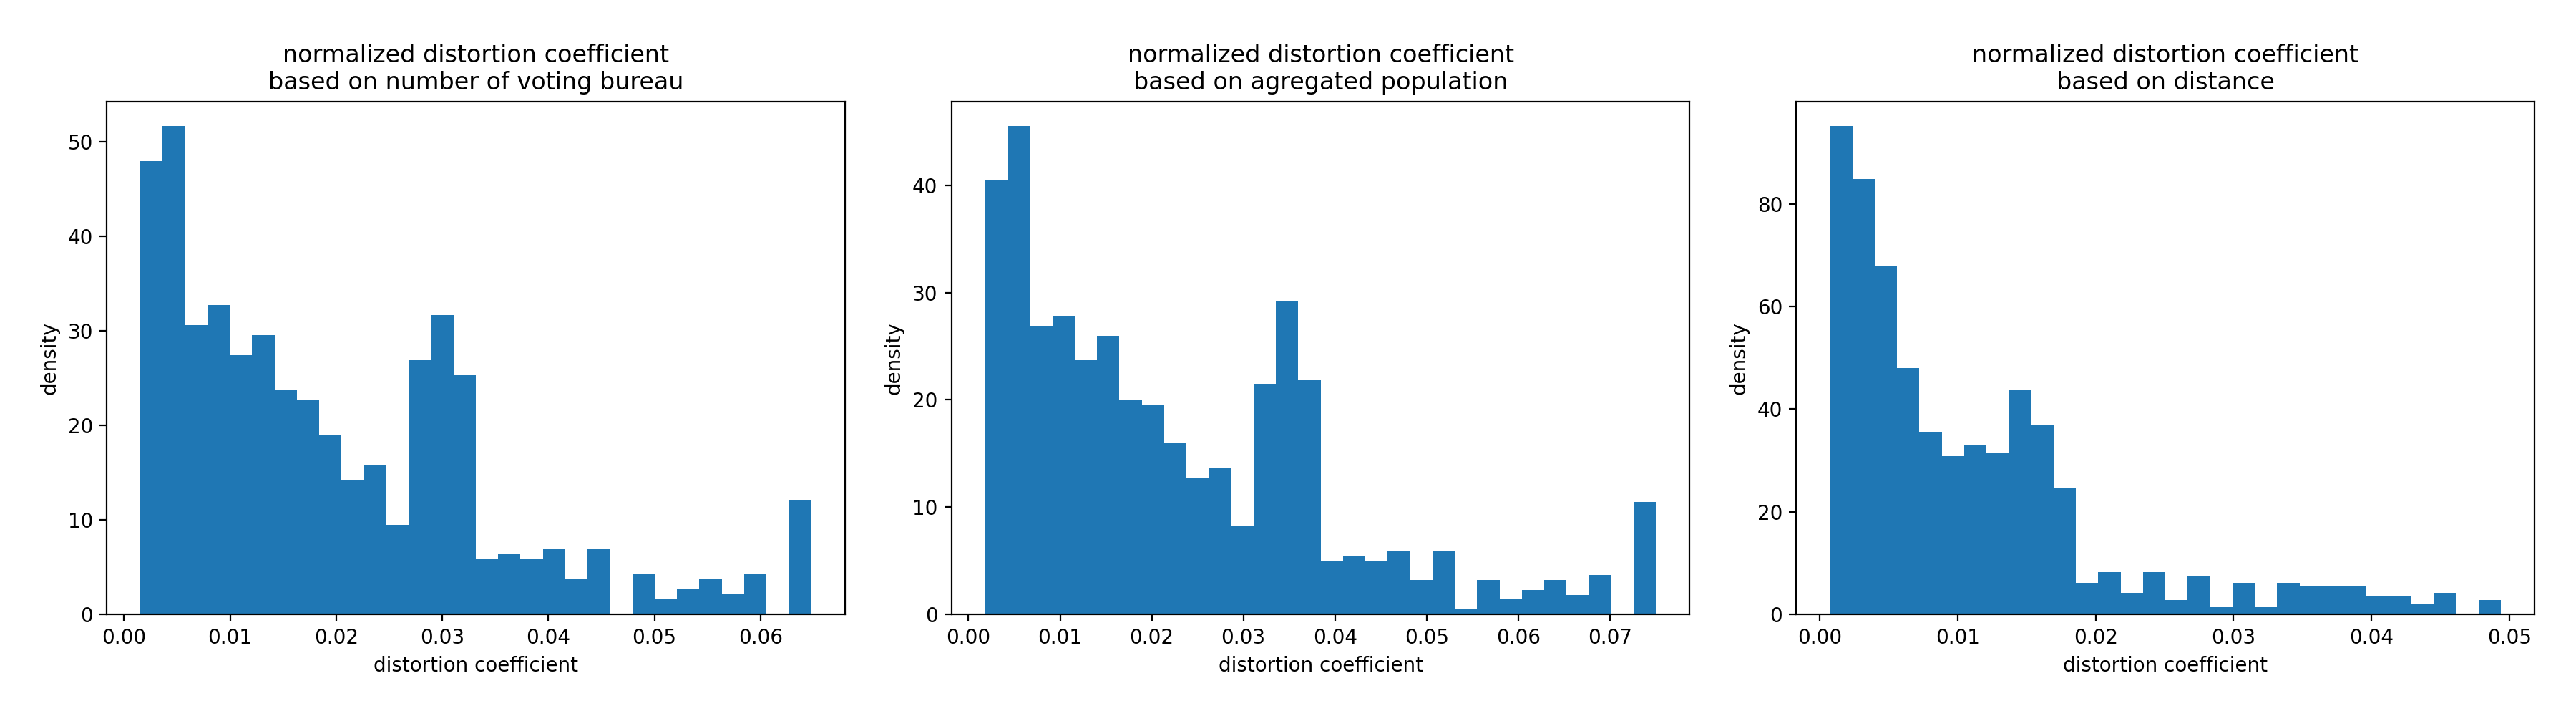 normalized distortion coefficient
based on number of voting bureau
density
50
40
30
20
10
0
0.00 0.01 0.02 0.03 0.04 0.05 0.06
distortion coefficient
normalized distortion coefficient
based on agregated population
density
40
30
20
10
0
0.00 0.01 0.02 0.03 0.04 0.05 0.06 0.07
distortion coefficient
normalized distortion coefficient
based on distance
density
80
60
40
20
0
0.00 0.01 0.02 0.03 0.04 0.05
distortion coefficient